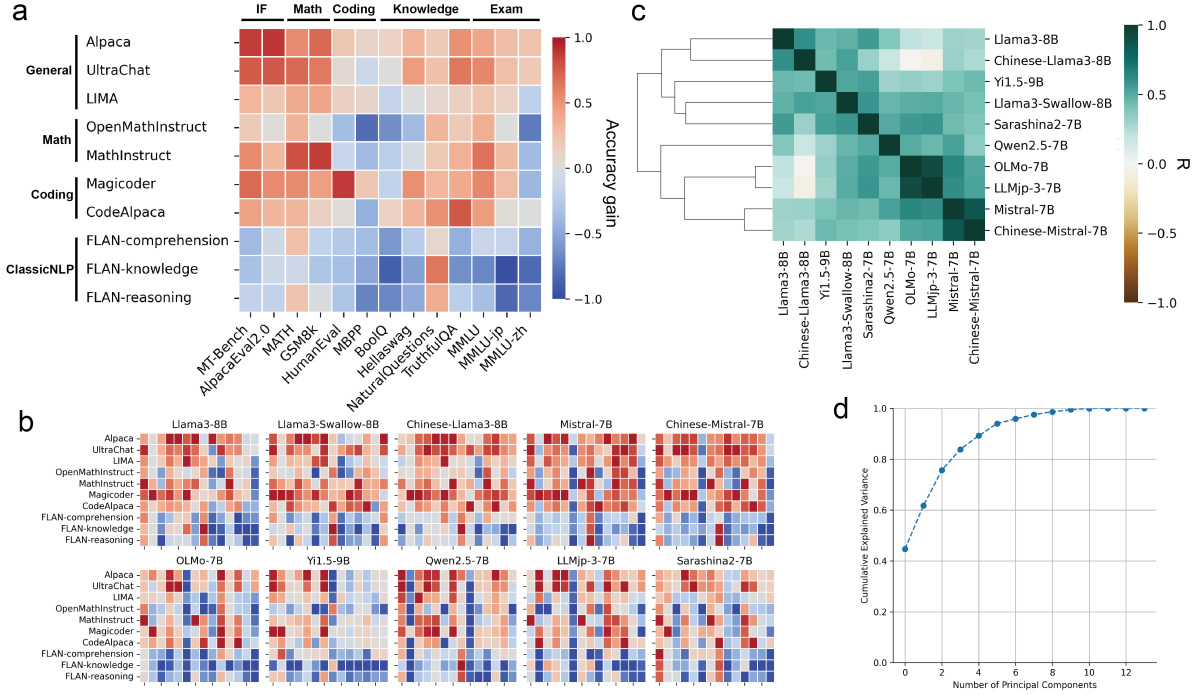 a
IF Math Coding Knowledge Exam
General
Math
Coding
ClassicNLP
Alpaca
UltraChat
LIMA
OpenMathInstruct
MathInstruct
Magicoder
CodeAlpaca
FLAN-comprehension
FLAN-knowledge
FLAN-reasoning
MT-Bench
AlpacaEval2.0
MATH
GSM8k
HumanEval
MBPP
BoolQ
Hellaswag
NaturalQuestions
TruthfulQA
MMLU
MMLU-jp
MMLU-zh
1.0
0.5
0.0
−0.5
−1.0
Accuracy gain
c
Llama3-8B
Chinese-Llama3-8B
Yi1.5-9B
Llama3-Swallow-8B
Sarashina2-7B
Qwen2.5-7B
OLMo-7B
LLMjp-3-7B
Mistral-7B
Chinese-Mistral-7B
Llama3-8B
Chinese-Llama3-8B
Yi1.5-9B
Llama3-Swallow-8B
Sarashina2-7B
Qwen2.5-7B
OLMo-7B
LLMjp-3-7B
Mistral-7B
Chinese-Mistral-7B
1.0
0.5
0.0
−0.5
−1.0
R
b
Llama3-8B Llama3-Swallow-8B Chinese-Llama3-8B Mistral-7B Chinese-Mistral-7B
Alpaca
UltraChat
LIMA
OpenMathInstruct
MathInstruct
Magicoder
CodeAlpaca
FLAN-comprehension
FLAN-knowledge
FLAN-reasoning
OLMo-7B Yi1.5-9B Qwen2.5-7B LLMjp-3-7B Sarashina2-7B
Alpaca
UltraChat
LIMA
OpenMathInstruct
MathInstruct
Magicoder
CodeAlpaca
FLAN-comprehension
FLAN-knowledge
FLAN-reasoning
d
Cumulative Explained Variance
1.0
0.8
0.6
0.4
0.2
0.0
0 2 4 6 8 10 12
Number of Principal Components